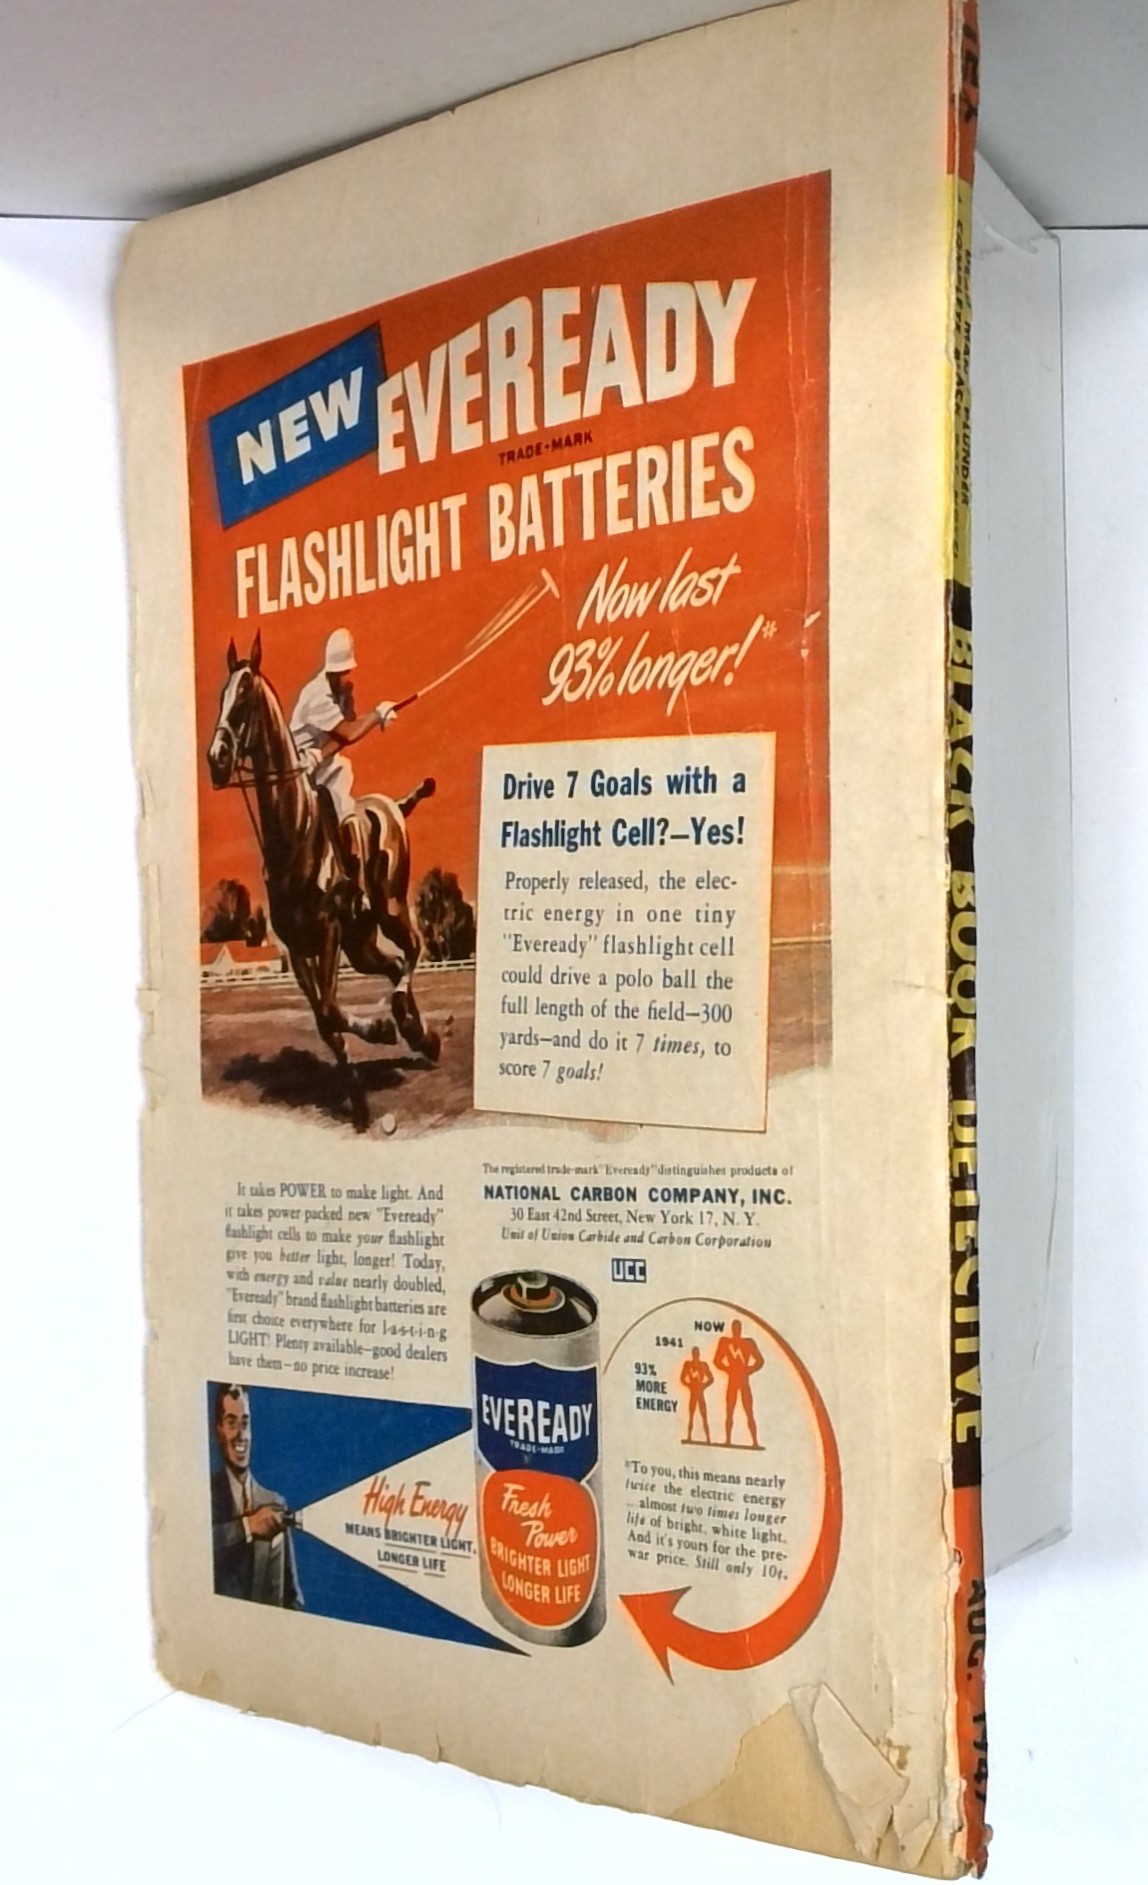 NEW EVEREADY
TRADE-MARK
FLASHLIGHT BATTERIES
Now last
93% longer!*
Drive 7 Goals with a
Flashlight Cell?—Yes!
Properly released, the elec-
tric energy in one tiny
"Eveready" flashlight cell
could drive a polo ball the
full length of the field—300
yards—and do it 7 times, to
score 7 goals!
It takes POWER to make light. And
it takes power-packed new "Eveready"
flashlight cells to make your flashlight
give you better light, longer! Today,
with energy and value nearly doubled,
"Eveready" brand flashlight batteries are
first choice everywhere for l-a-s-t-i-n-g
LIGHT! Plenty available—good dealers
have them—no price increase!
The registered trade-mark "Eveready" distinguishes products of
NATIONAL CARBON COMPANY, INC.
30 East 42nd Street, New York 17, N. Y.
Unit of Union Carbide and Carbon Corporation
UCC
EVEREADY
TRADE-MARK
Fresh
Power
BRIGHTER LIGHT
LONGER LIFE
High Energy
MEANS BRIGHTER LIGHT,
LONGER LIFE
NOW
1941
93%
MORE
ENERGY
*To you, this means nearly
twice the electric energy
...almost two times longer
life of bright, white light.
And it's yours for the pre-
war price. Still only 10¢.
BLACK BOOK DETECTIVE
AUG. 1947